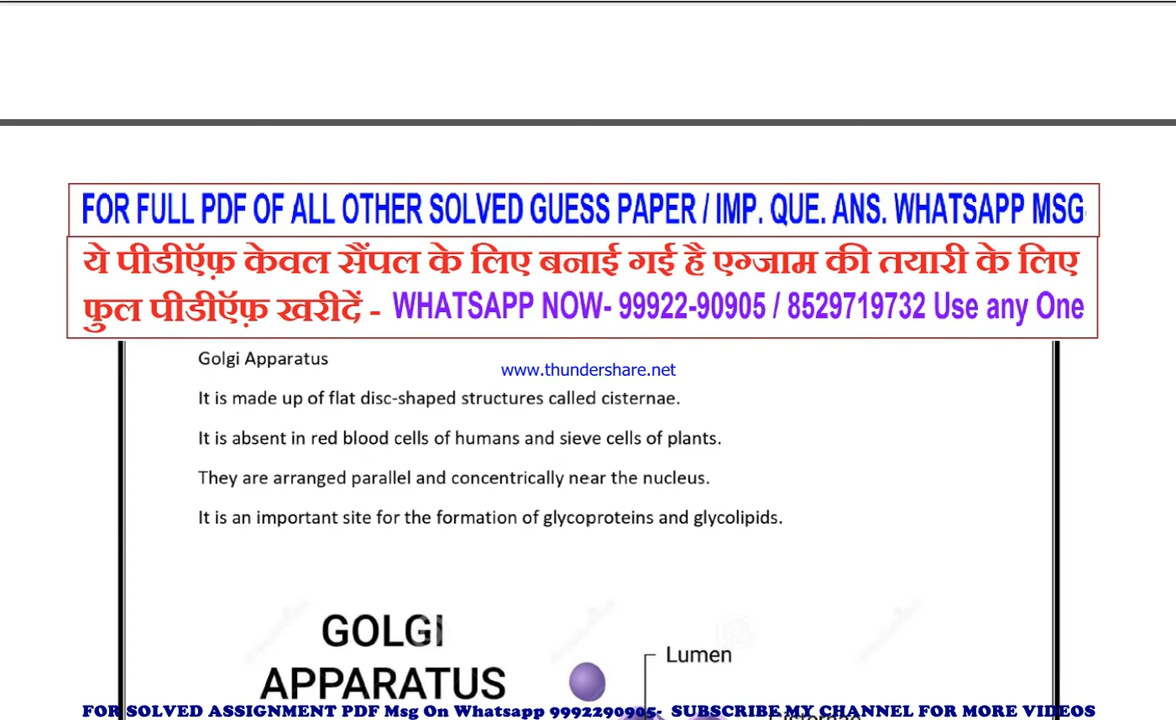 FOR FULL PDF OF ALL OTHER SOLVED GUESS PAPER / IMP. QUE. ANS. WHATSAPP MSG
ये पीडीऍफ़ केवल सैंपल के लिए बनाई गई है एग्जाम की तयारी के लिए
फुल पीडीऍफ़ खरीदें - WHATSAPP NOW- 99922-90905 / 8529719732 Use any One
Golgi Apparatus
www.thundershare.net
It is made up of flat disc-shaped structures called cisternae.
It is absent in red blood cells of humans and sieve cells of plants.
They are arranged parallel and concentrically near the nucleus.
It is an important site for the formation of glycoproteins and glycolipids.
GOLGI
APPARATUS
Lumen
FOR SOLVED ASSIGNMENT PDF Msg On Whatsapp 9992290905- SUBSCRIBE MY CHANNEL FOR MORE VIDEOS